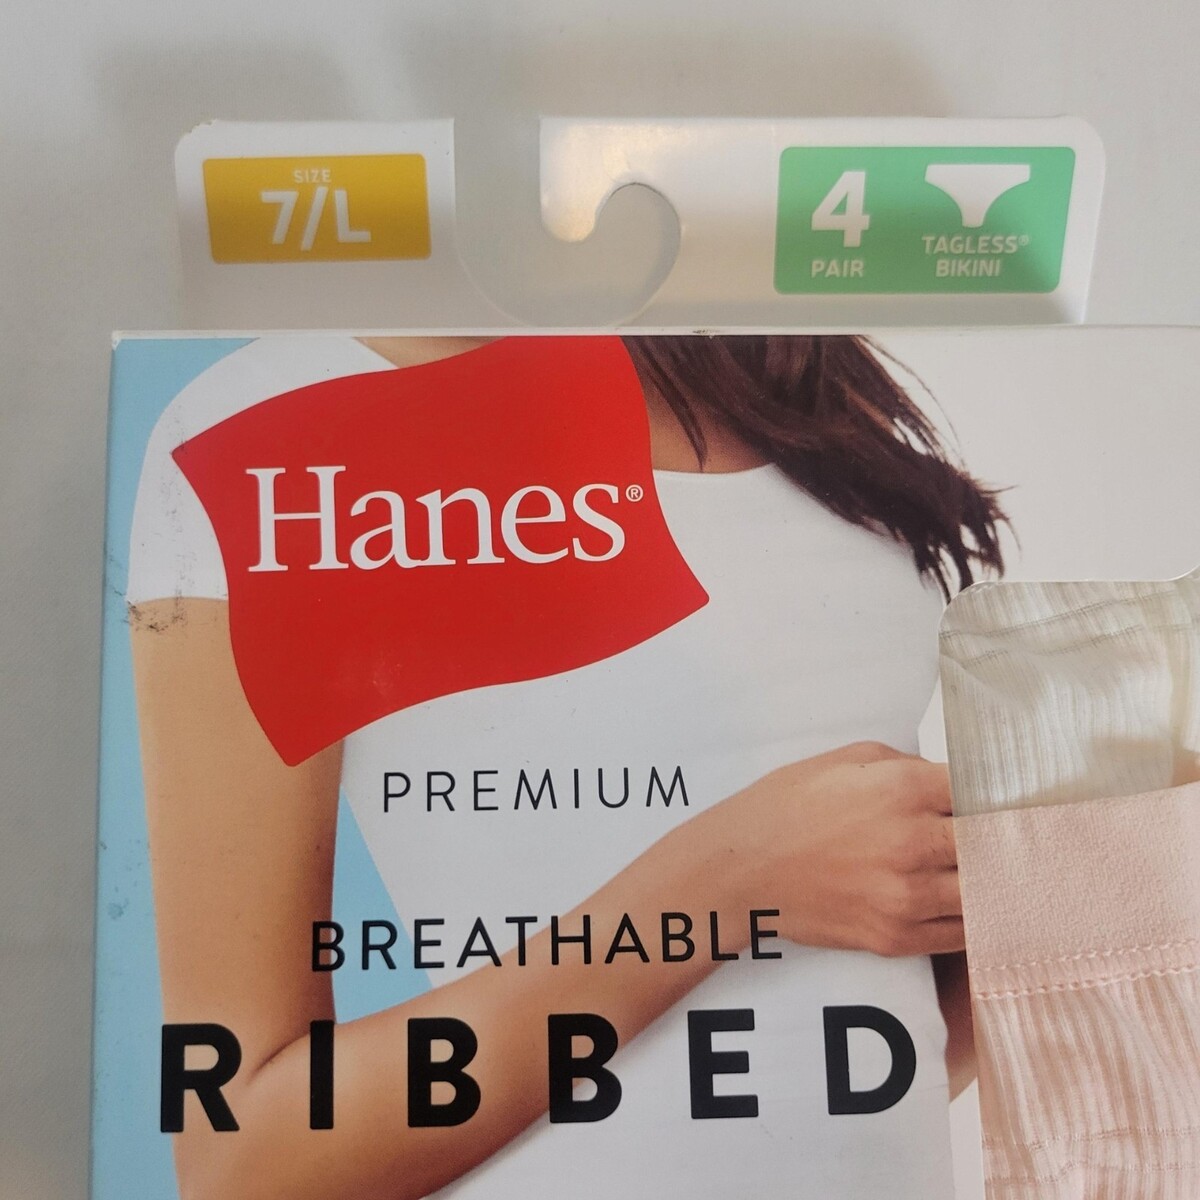 SIZE
7/L
4
PAIR
TAGLESS®
BIKINI
Hanes®
PREMIUM
BREATHABLE
RIBBED